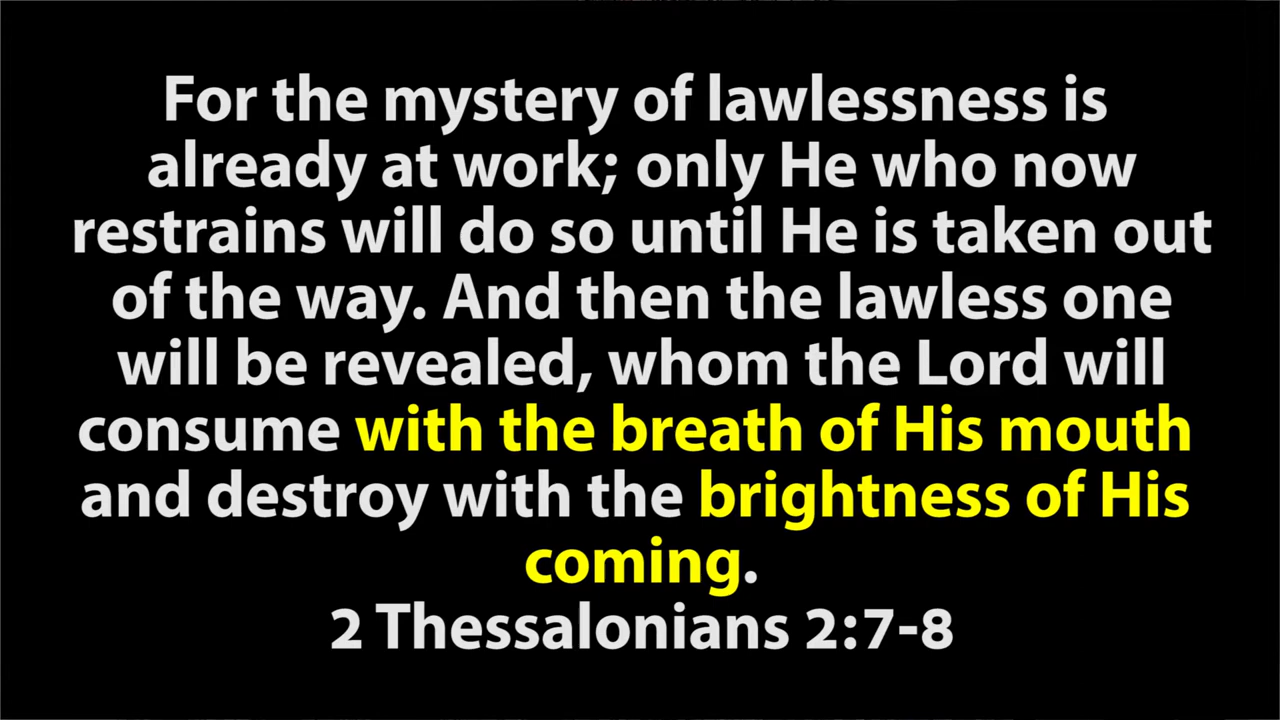 For the mystery of lawlessness is
already at work; only He who now
restrains will do so until He is taken out
of the way. And then the lawless one
will be revealed, whom the Lord will
consume with the breath of His mouth
and destroy with the brightness of His
coming.
2 Thessalonians 2:7-8